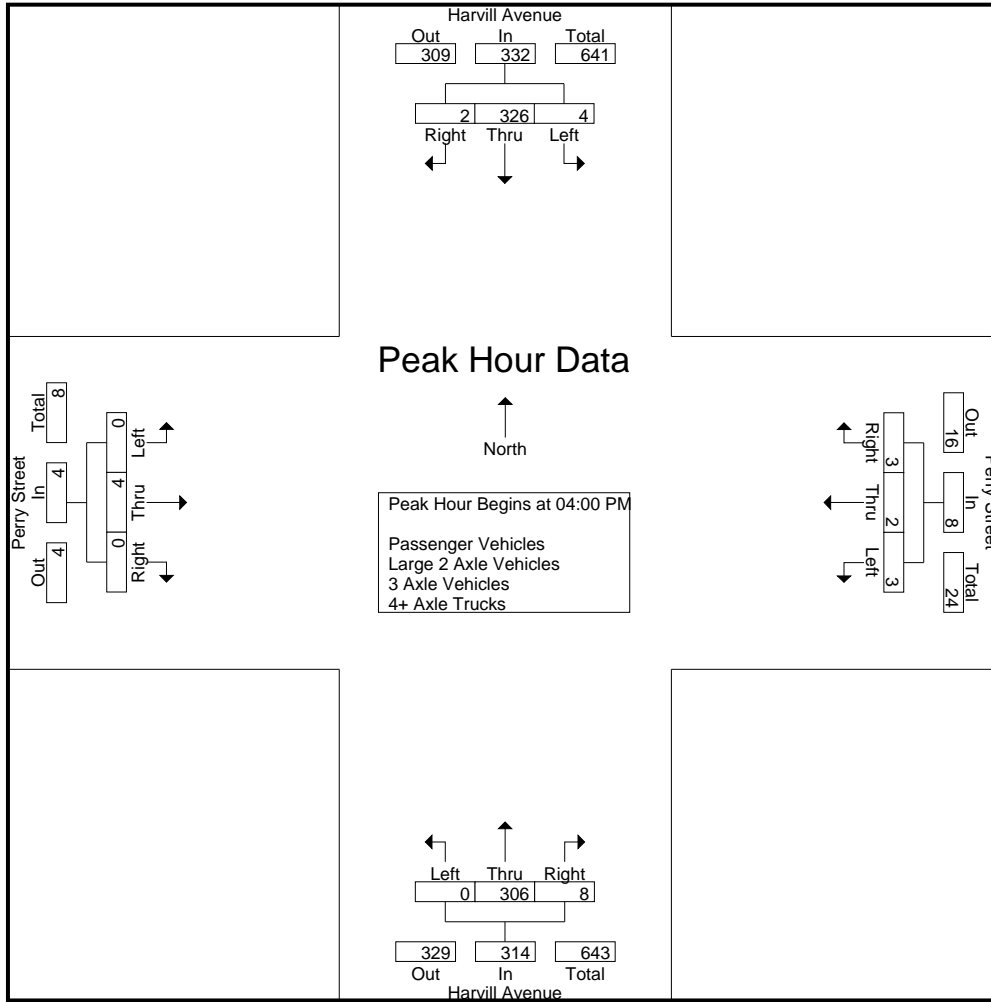 Harvill Avenue
Out In Total
309 332 641
2 326 4
Right Thru Left
Peak Hour Data
North
Peak Hour Begins at 04:00 PM
Passenger Vehicles
Large 2 Axle Vehicles
3 Axle Vehicles
4+ Axle Trucks
Perry Street
Total In Out
8 4 4
0 4 0
Left Thru Right
Right Thru Left
3 2 3
Out In Total
16 8 24
Perry Street
Left Thru Right
0 306 8
329 314 643
Out In Total
Harvill Avenue